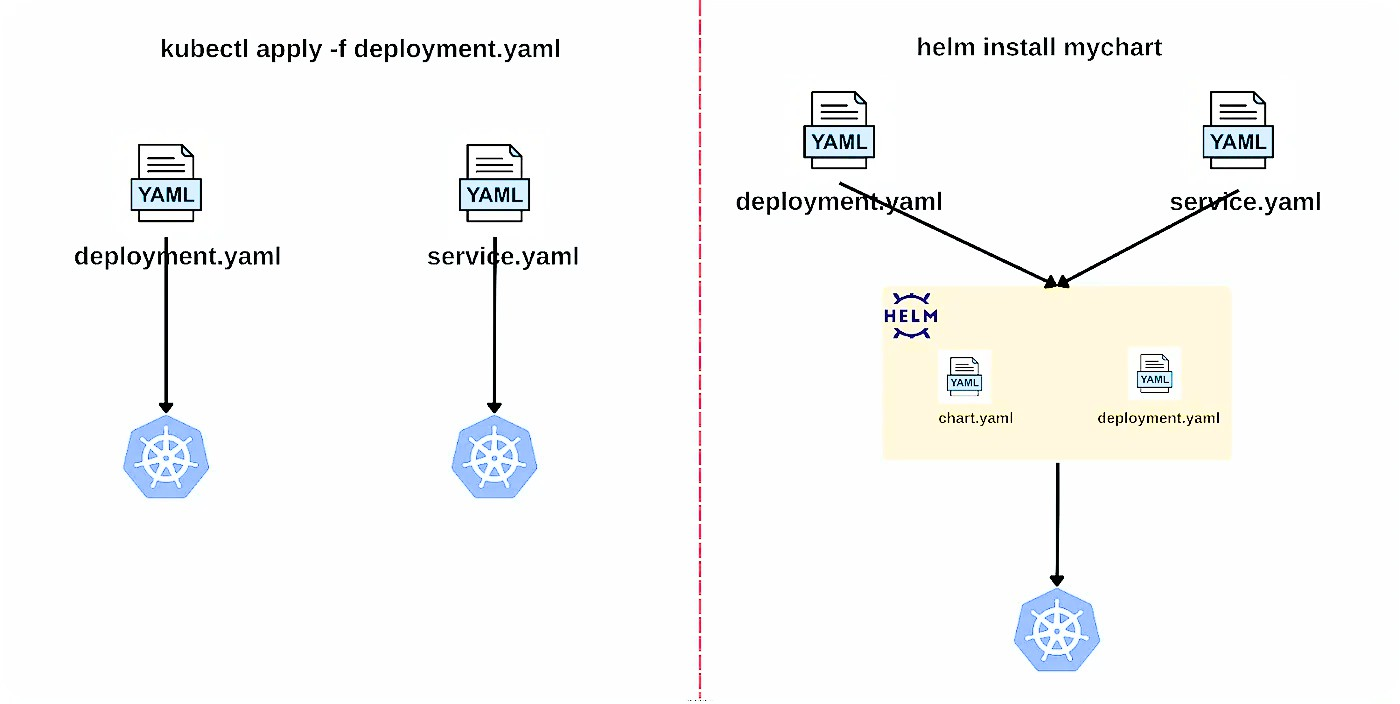 kubectl apply -f deployment.yaml
YAML
deployment.yaml
YAML
service.yaml
helm install mychart
YAML
deployment.yaml
YAML
service.yaml
HELM
YAML
chart.yaml
YAML
deployment.yaml